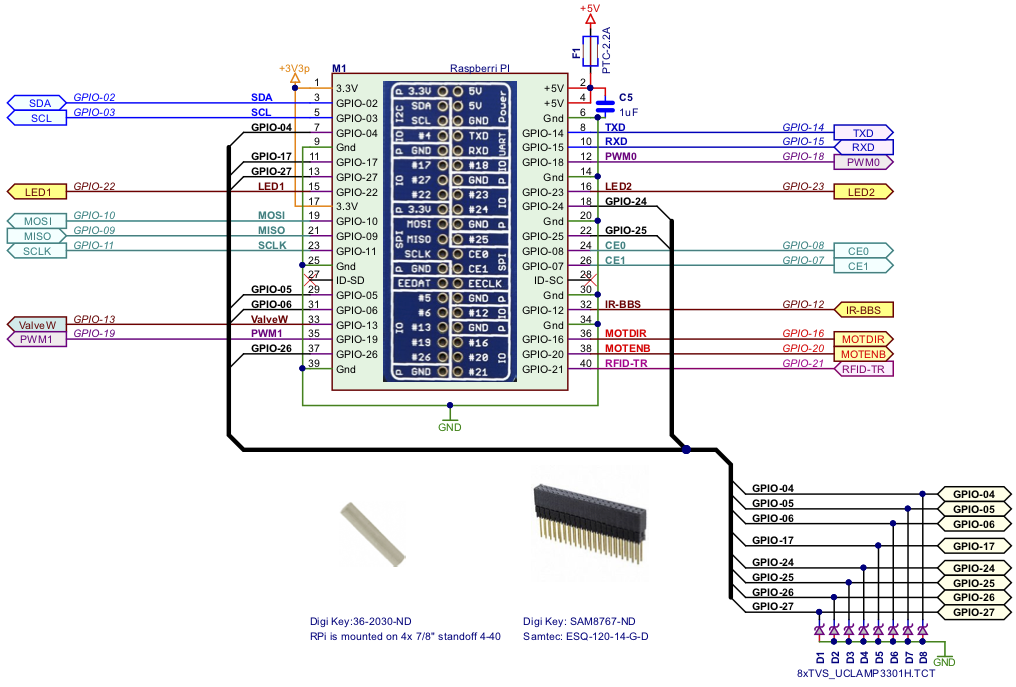 +5V
F1
PTC-2.2A
+3V3p
M1
Raspberri PI
C5
1uF
1 3.3V
+5V 2
SDA GPIO-02 SDA 3 GPIO-02
+5V 4
SCL GPIO-03 SCL 5 GPIO-03
Gnd 6
GPIO-04 7 GPIO-04
GPIO-14 8 TXD GPIO-14 TXD
9 Gnd
GPIO-15 10 RXD GPIO-15 RXD
GPIO-17 11 GPIO-17
GPIO-18 12 PWM0 GPIO-18 PWM0
GPIO-27 13 GPIO-27
Gnd 14
LED1 GPIO-22 LED1 15 GPIO-22
GPIO-23 16 LED2 GPIO-23 LED2
17 3.3V
GPIO-24 18 GPIO-24
MOSI GPIO-10 MOSI 19 GPIO-10
Gnd 20
MISO GPIO-09 MISO 21 GPIO-09
GPIO-25 22 GPIO-25
SCLK GPIO-11 SCLK 23 GPIO-11
GPIO-08 24 CE0 GPIO-08 CE0
25 Gnd
GPIO-07 26 CE1 GPIO-07 CE1
27 ID-SD
ID-SC 28
GPIO-05 29 GPIO-05
Gnd 30
GPIO-06 31 GPIO-06
GPIO-12 32 IR-BBS GPIO-12 IR-BBS
ValveW GPIO-13 ValveW 33 GPIO-13
Gnd 34
PWM1 GPIO-19 PWM1 35 GPIO-19
GPIO-16 36 MOTDIR GPIO-16 MOTDIR
GPIO-26 37 GPIO-26
GPIO-20 38 MOTENB GPIO-20 MOTENB
39 Gnd
GPIO-21 40 RFID-TR GPIO-21 RFID-TR
P 3.3V 5V Power
I2C SDA 5V
SCL GND
IO #4 TXD UART
P GND RXD
IO #17 #18 IO
#27 GND P
#22 #23 IO
P 3.3V #24
SPI MOSI GND P
MISO #25
SCLK CE0 SPI
P GND CE1
EEDAT EECLK
IO #5 GND P
#6 #12 IO
#13 GND P
#19 #16 IO
#26 #20
P GND #21
GND
GPIO-04 GPIO-04
GPIO-05 GPIO-05
GPIO-06 GPIO-06
GPIO-17 GPIO-17
GPIO-24 GPIO-24
GPIO-25 GPIO-25
GPIO-26 GPIO-26
GPIO-27 GPIO-27
D1 D2 D3 D4 D5 D6 D7 D8
GND
8xTVS_UCLAMP3301H.TCT
Digi Key:36-2030-ND
RPi is mounted on 4x 7/8" standoff 4-40
Digi Key: SAM8767-ND
Samtec: ESQ-120-14-G-D